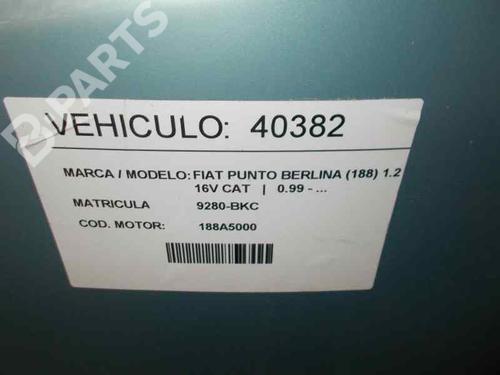 B-PARTS
VEHICULO: 40382
MARCA / MODELO: FIAT PUNTO BERLINA (188) 1.2
16V CAT | 0.99 - ...
MATRICULA 9280-BKC
COD. MOTOR: 188A5000